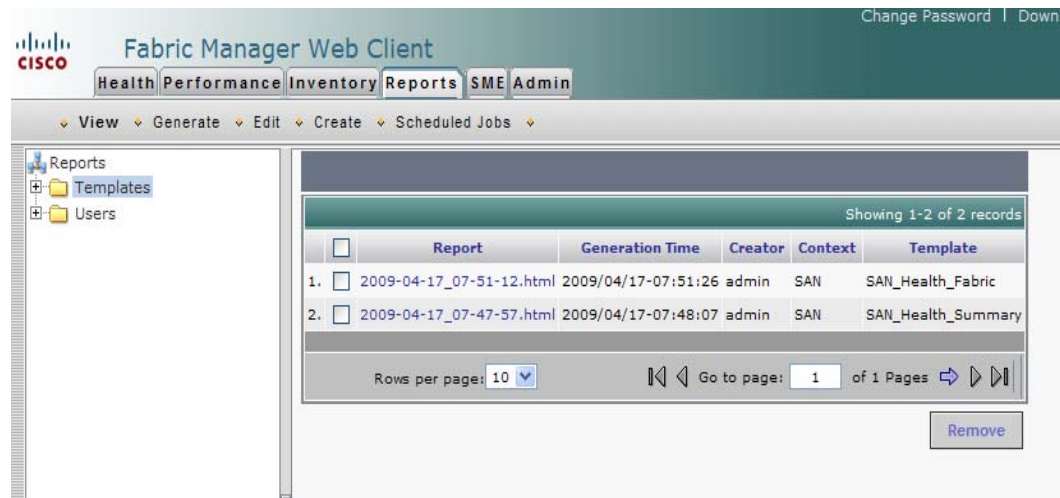 Change Password | Down
CISCO
Fabric Manager Web Client
Health Performance Inventory Reports SME Admin
View Generate Edit Create Scheduled Jobs
Reports
Templates
Users
Showing 1-2 of 2 records
Report Generation Time Creator Context Template
1. 2009-04-17_07-51-12.html 2009/04/17-07:51:26 admin SAN SAN_Health_Fabric
2. 2009-04-17_07-47-57.html 2009/04/17-07:48:07 admin SAN SAN_Health_Summary
Rows per page: 10 Go to page: 1 of 1 Pages
Remove